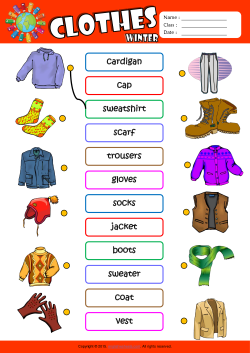 CLOTHES
WINTER
Name :
Class :
Date :
cardigan
cap
sweatshirt
scarf
trousers
gloves
socks
jacket
boots
sweater
coat
vest